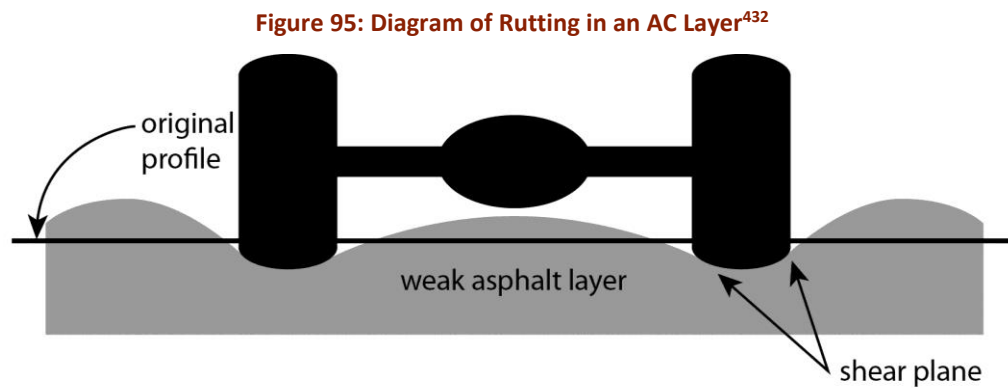 Figure 95: Diagram of Rutting in an AC Layer432
original
profile
weak asphalt layer
shear plane